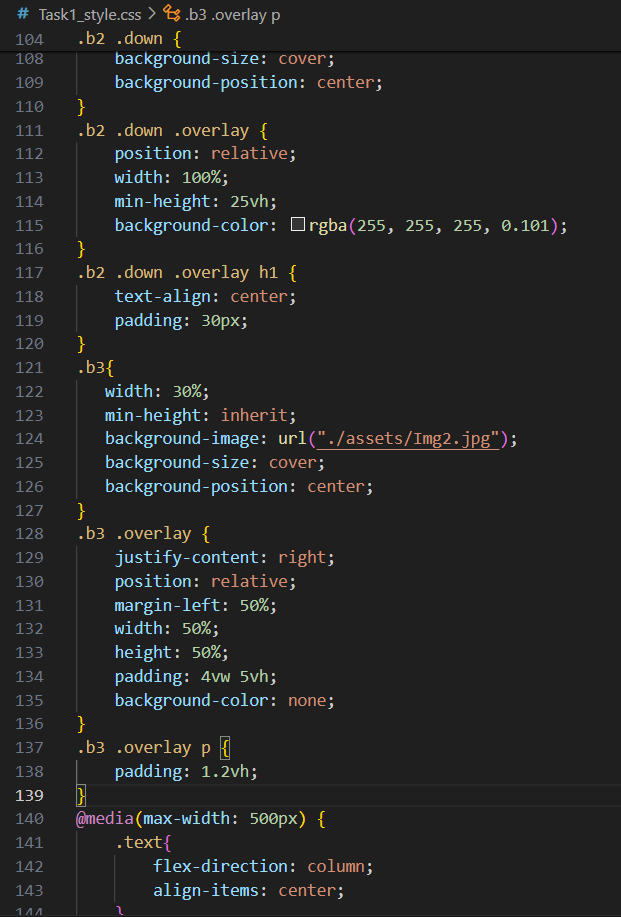 # Task1_style.css > .b3 .overlay p
104 .b2 .down {
108 background-size: cover;
109 background-position: center;
110 }
111 .b2 .down .overlay {
112 position: relative;
113 width: 100%;
114 min-height: 25vh;
115 background-color: rgba(255, 255, 255, 0.101);
116 }
117 .b2 .down .overlay h1 {
118 text-align: center;
119 padding: 30px;
120 }
121 .b3{
122 width: 30%;
123 min-height: inherit;
124 background-image: url("./assets/Img2.jpg");
125 background-size: cover;
126 background-position: center;
127 }
128 .b3 .overlay {
129 justify-content: right;
130 position: relative;
131 margin-left: 50%;
132 width: 50%;
133 height: 50%;
134 padding: 4vw 5vh;
135 background-color: none;
136 }
137 .b3 .overlay p {
138 padding: 1.2vh;
139 }
140 @media(max-width: 500px) {
141 .text{
142 flex-direction: column;
143 align-items: center;
144 }